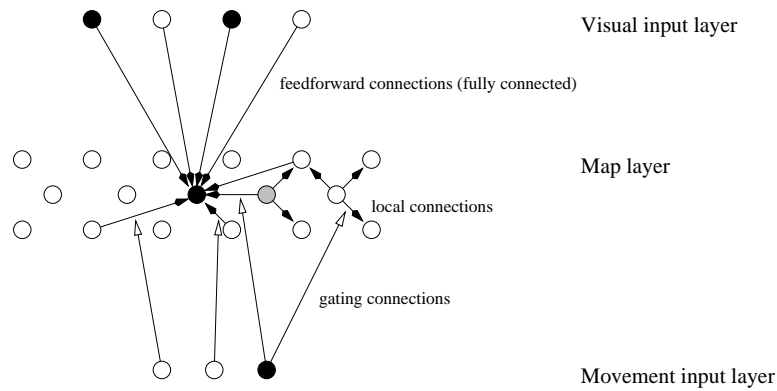 Visual input layer
feedforward connections (fully connected)
Map layer
local connections
gating connections
Movement input layer